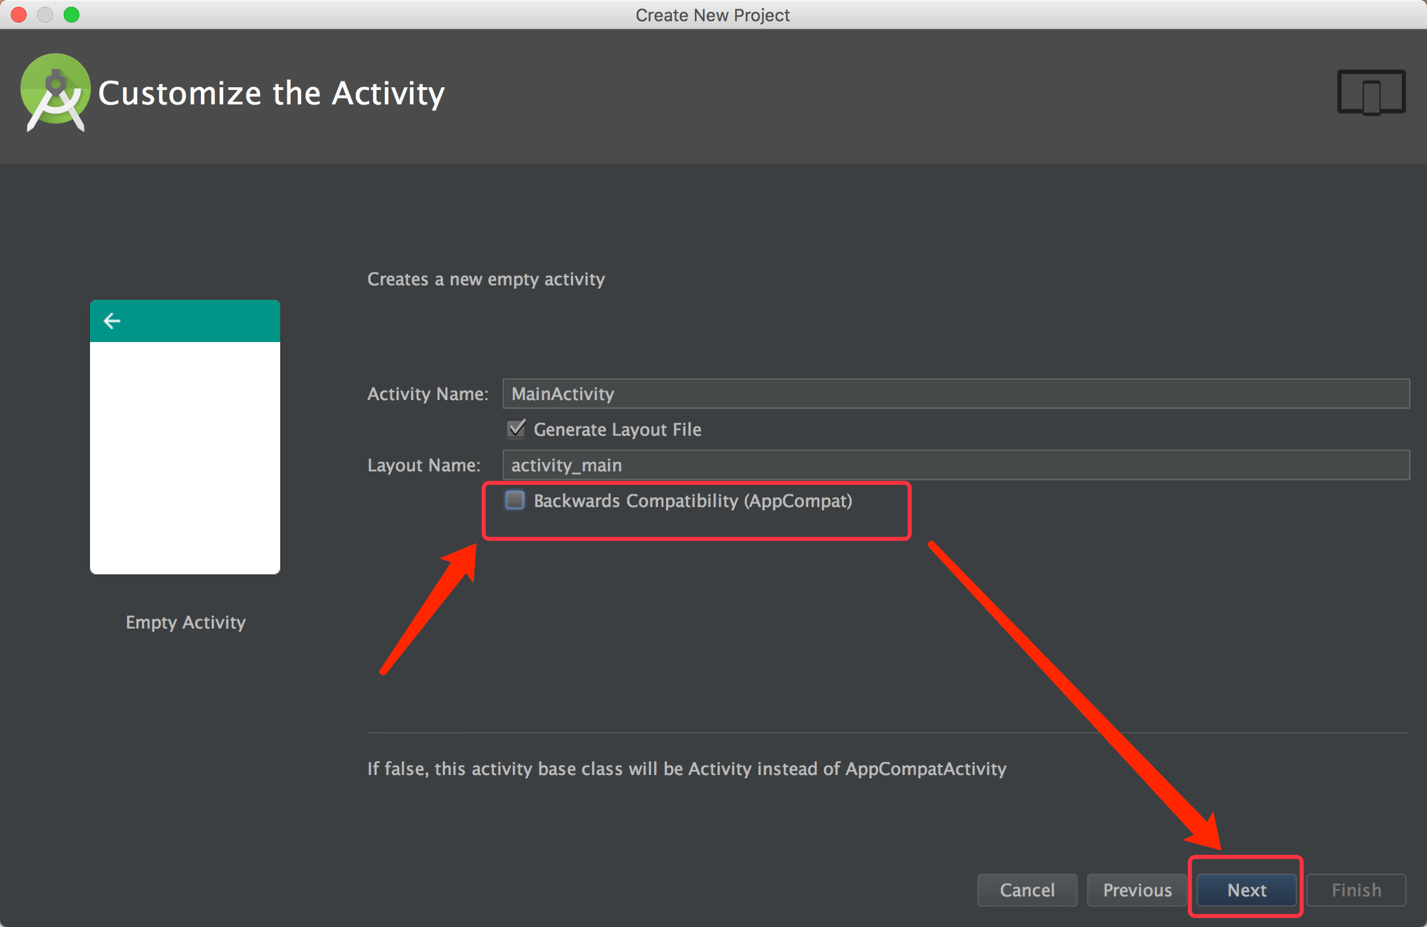 Create New Project
Customize the Activity
Creates a new empty activity
Activity Name: MainActivity
Generate Layout File
Layout Name: activity_main
Backwards Compatibility (AppCompat)
Empty Activity
If false, this activity base class will be Activity instead of AppCompatActivity
Cancel Previous Next Finish